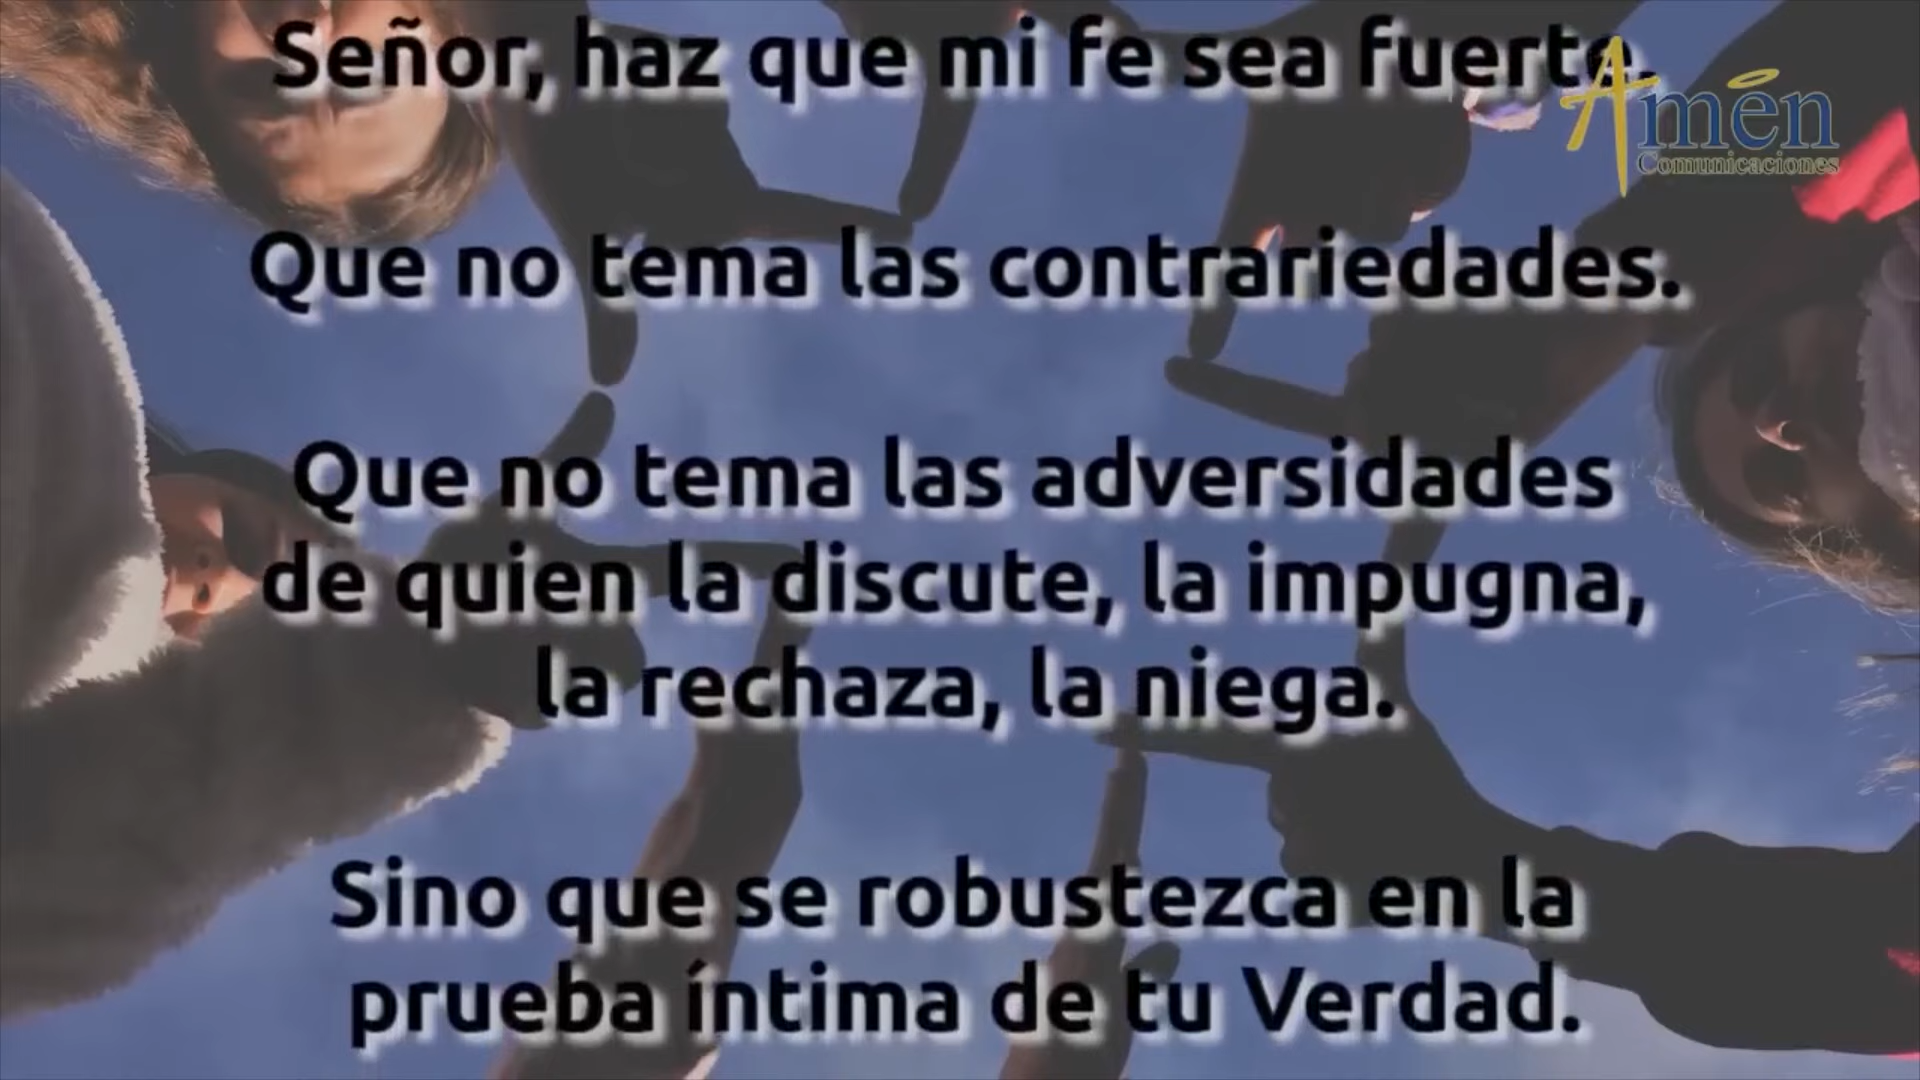 Señor, haz que mi fe sea fuerte.
Amén
Comunicaciones
Que no tema las contrariedades.
Que no tema las adversidades
de quien la discute, la impugna,
la rechaza, la niega.
Sino que se robustezca en la
prueba íntima de tu Verdad.